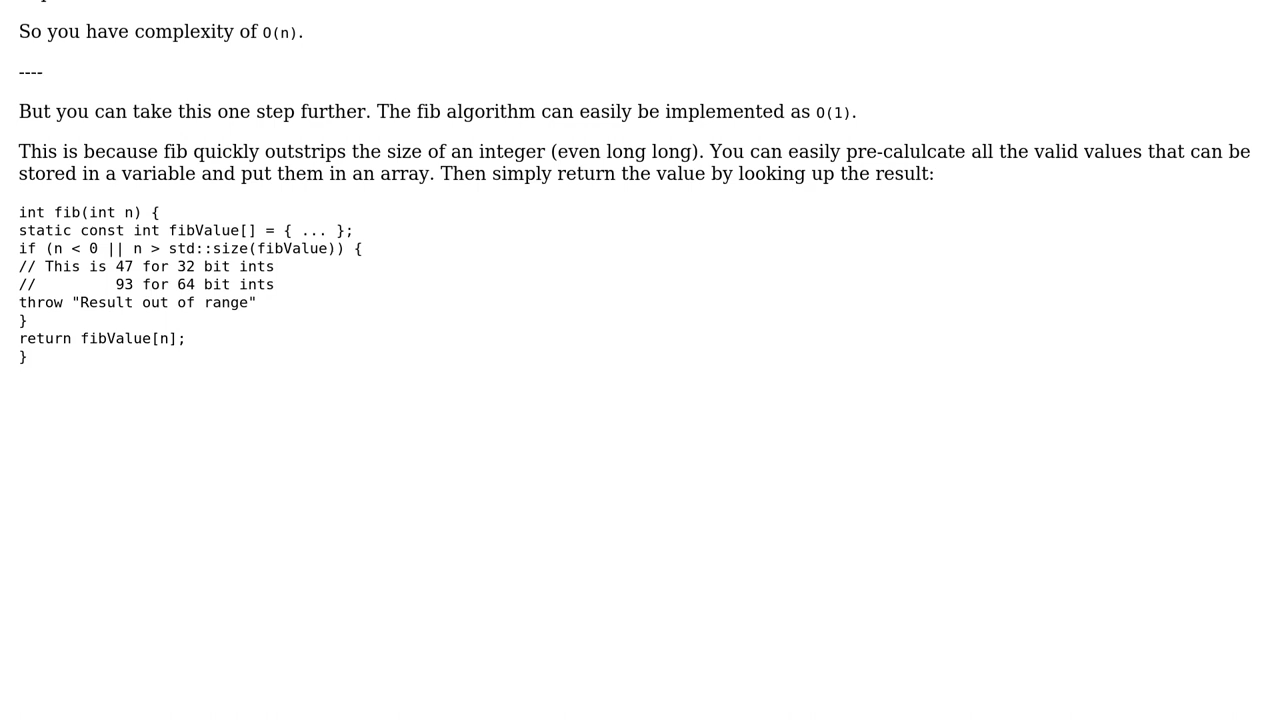 So you have complexity of O(n).
----
But you can take this one step further. The fib algorithm can easily be implemented as O(1).
This is because fib quickly outstrips the size of an integer (even long long). You can easily pre-calulcate all the valid values that can be
stored in a variable and put them in an array. Then simply return the value by looking up the result:
int fib(int n) {
static const int fibValue[] = { ... };
if (n < 0 || n > std::size(fibValue)) {
// This is 47 for 32 bit ints
//         93 for 64 bit ints
throw "Result out of range"
}
return fibValue[n];
}